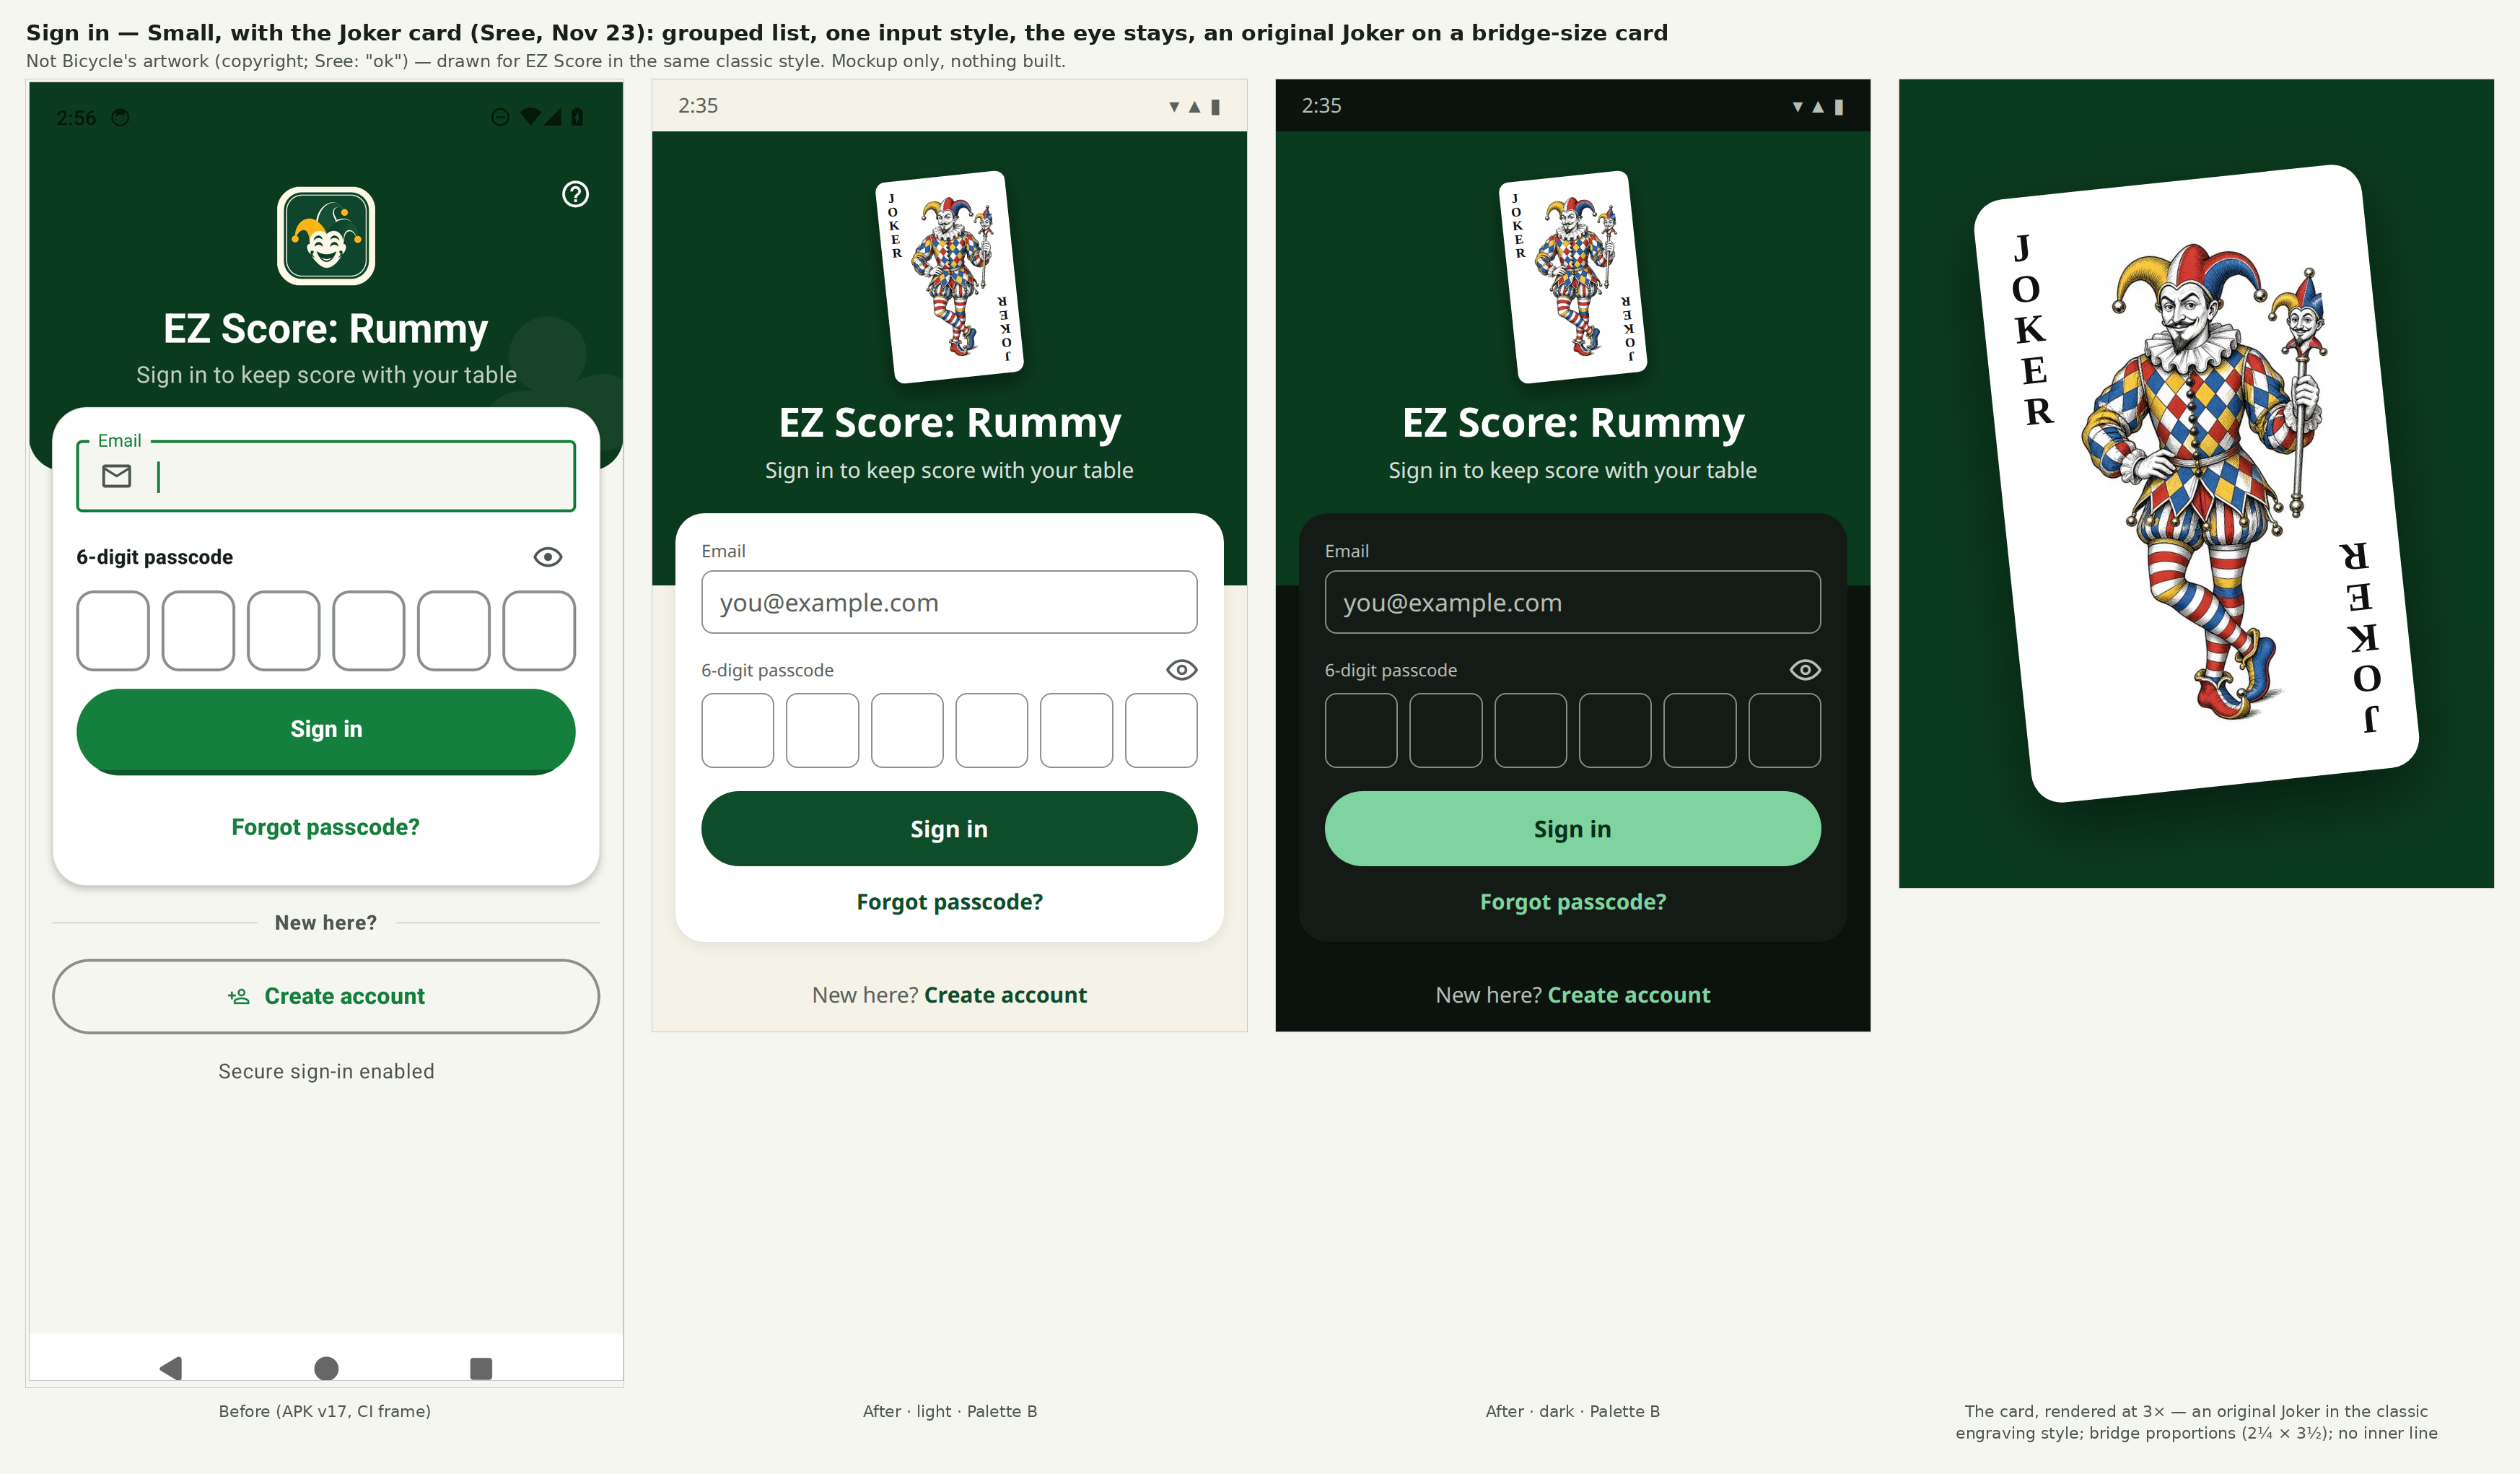 Sign in — Small, with the Joker card (Sree, Nov 23): grouped list, one input style, the eye stays, an original Joker on a bridge-size card
Not Bicycle's artwork (copyright; Sree: "ok") — drawn for EZ Score in the same classic style. Mockup only, nothing built.
2:56
EZ Score: Rummy
Sign in to keep score with your table
Email
6-digit passcode
Sign in
Forgot passcode?
New here?
Create account
Secure sign-in enabled
Before (APK v17, CI frame)
2:35
JOKER
JOKER
EZ Score: Rummy
Sign in to keep score with your table
Email
you@example.com
6-digit passcode
Sign in
Forgot passcode?
New here? Create account
After · light · Palette B
2:35
JOKER
JOKER
EZ Score: Rummy
Sign in to keep score with your table
Email
you@example.com
6-digit passcode
Sign in
Forgot passcode?
New here? Create account
After · dark · Palette B
JOKER
JOKER
The card, rendered at 3× — an original Joker in the classic
engraving style; bridge proportions (2¼ × 3½); no inner line